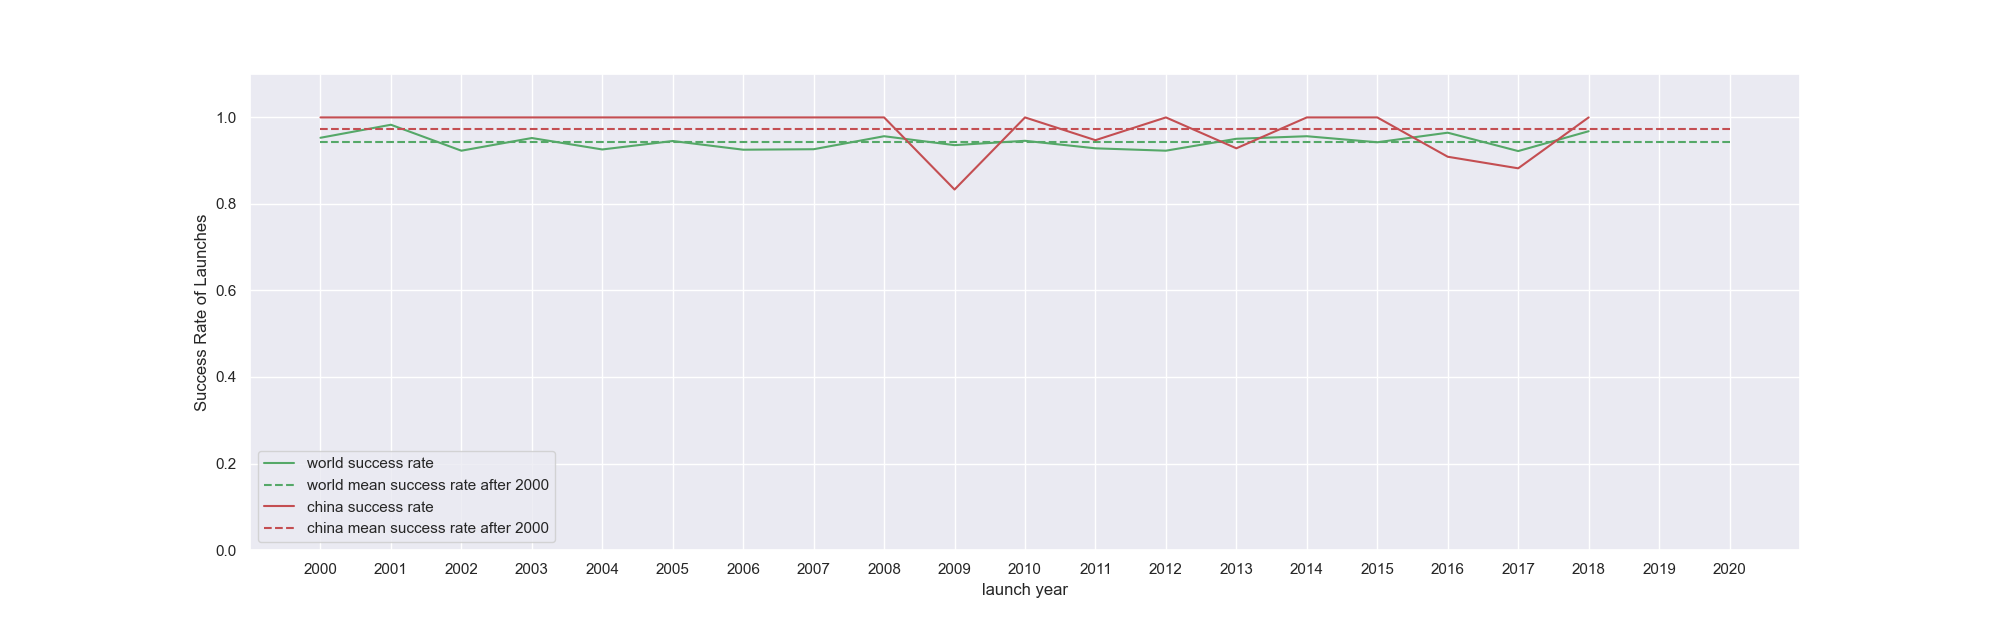 1.0
0.8
0.6
0.4
0.2
0.0
Success Rate of Launches
world success rate
world mean success rate after 2000
china success rate
china mean success rate after 2000
2000 2001 2002 2003 2004 2005 2006 2007 2008 2009 2010 2011 2012 2013 2014 2015 2016 2017 2018 2019 2020
launch year